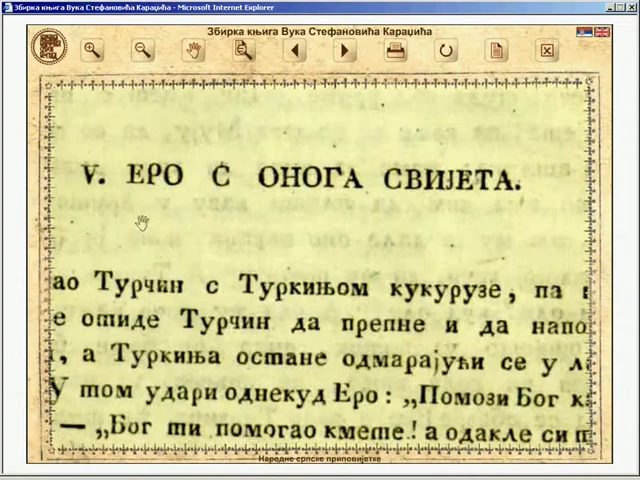 Збирка књига Вука Стефановића Караџића - Microsoft Internet Explorer
Збирка књига Вука Стефановића Караџића
V. ЕРО С ОНОГА СВИЈЕТА.
ао Турчин с Туркињом кукурузе, па
е отиде Турчин да препне и да напо
, а Туркиња остане одмарајући се у
У том удари однекуд Еро: „Помози Бог
— „Бог ти помогао кмете! а одакле си
Народне српске приповијетке